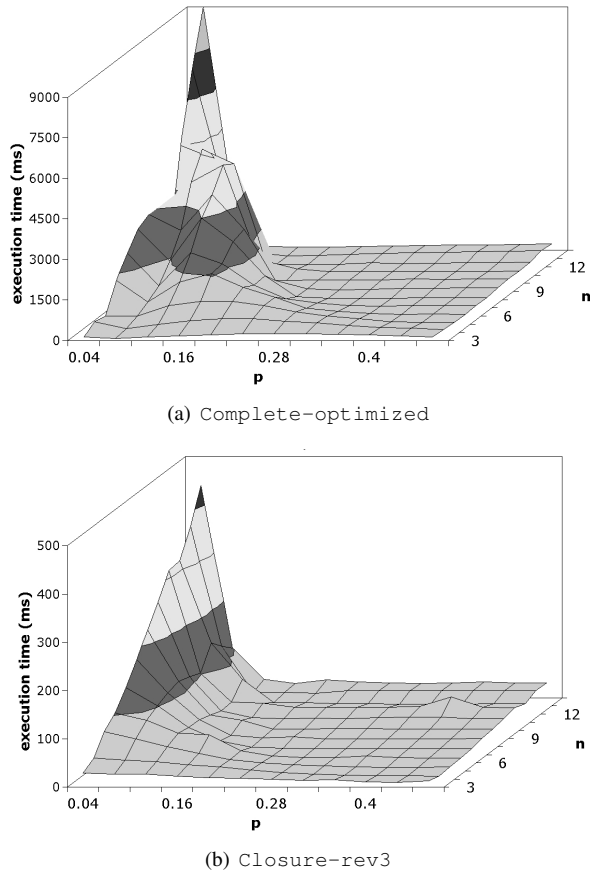 9000
7500
6000
4500
3000
1500
0
execution time (ms)
0.04 0.16 0.28 0.4
p
3 6 9 12
n
(a) Complete-optimized
500
400
300
200
100
0
execution time (ms)
0.04 0.16 0.28 0.4
p
3 6 9 12
n
(b) Closure-rev3